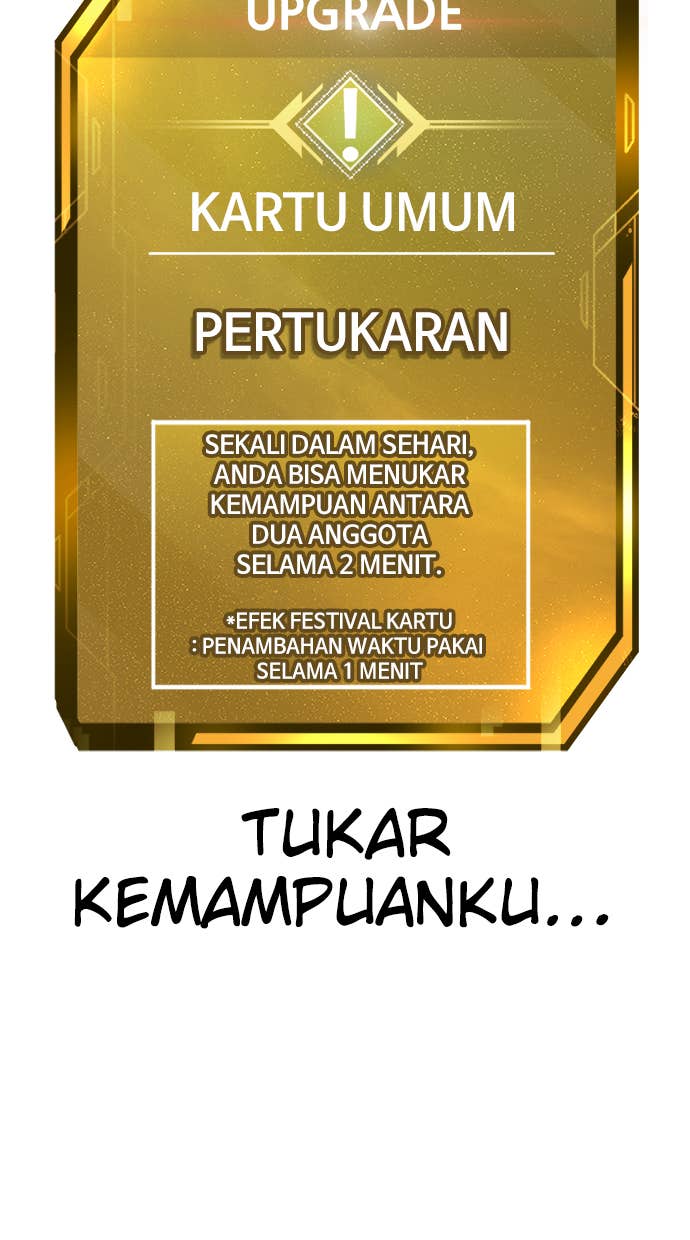 UPGRADE
!
KARTU UMUM
PERTUKARAN
SEKALI DALAM SEHARI,
ANDA BISA MENUKAR
KEMAMPUAN ANTARA
DUA ANGGOTA
SELAMA 2 MENIT.
*EFEK FESTIVAL KARTU
: PENAMBAHAN WAKTU PAKAI
SELAMA 1 MENIT
TUKAR
KEMAMPUANKU...